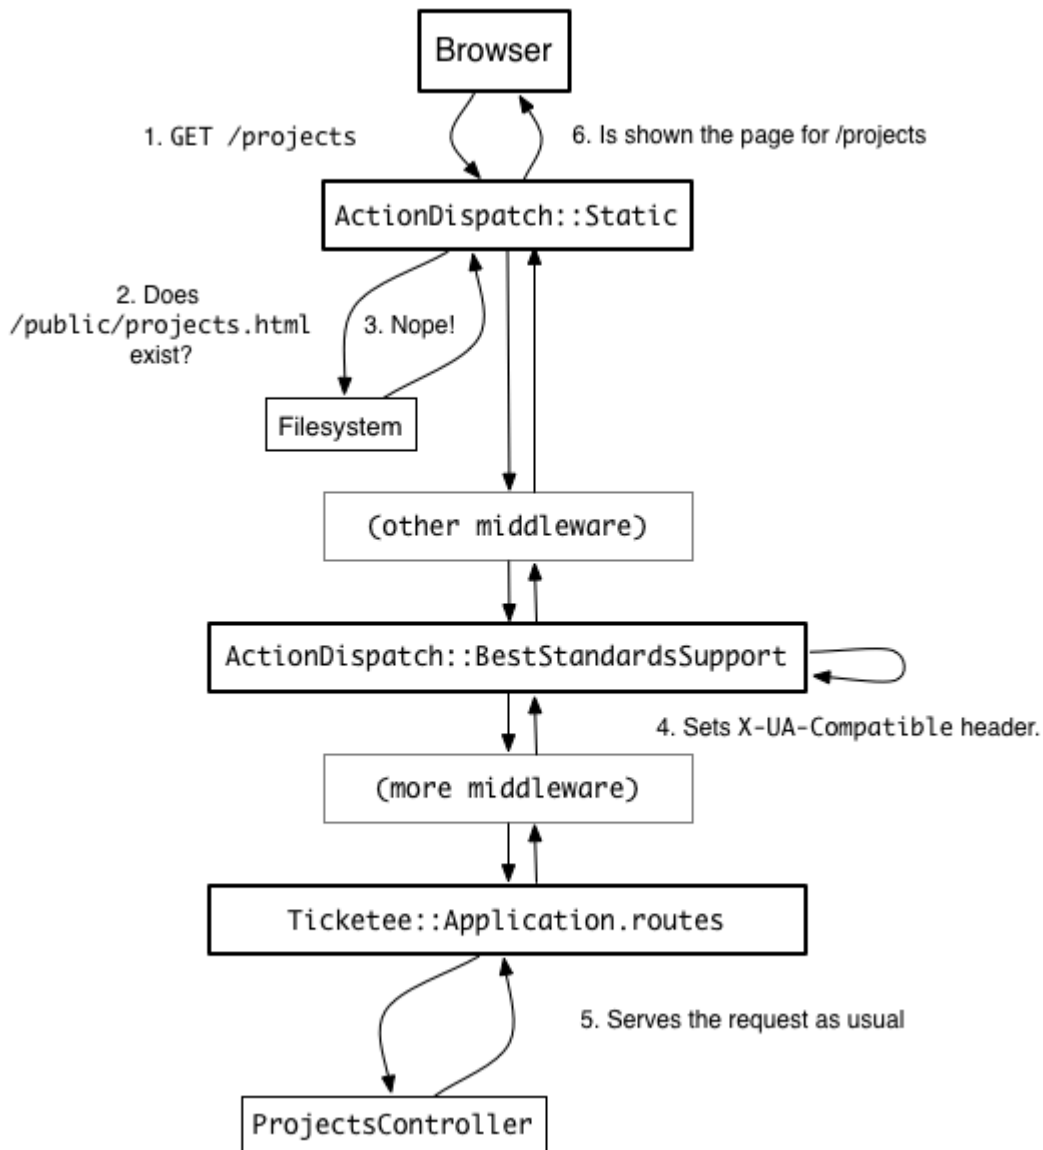 Browser
1. GET /projects
6. Is shown the page for /projects
ActionDispatch::Static
2. Does
/public/projects.html
exist?
3. Nope!
Filesystem
(other middleware)
ActionDispatch::BestStandardsSupport
4. Sets X-UA-Compatible header.
(more middleware)
Ticketee::Application.routes
5. Serves the request as usual
ProjectsController